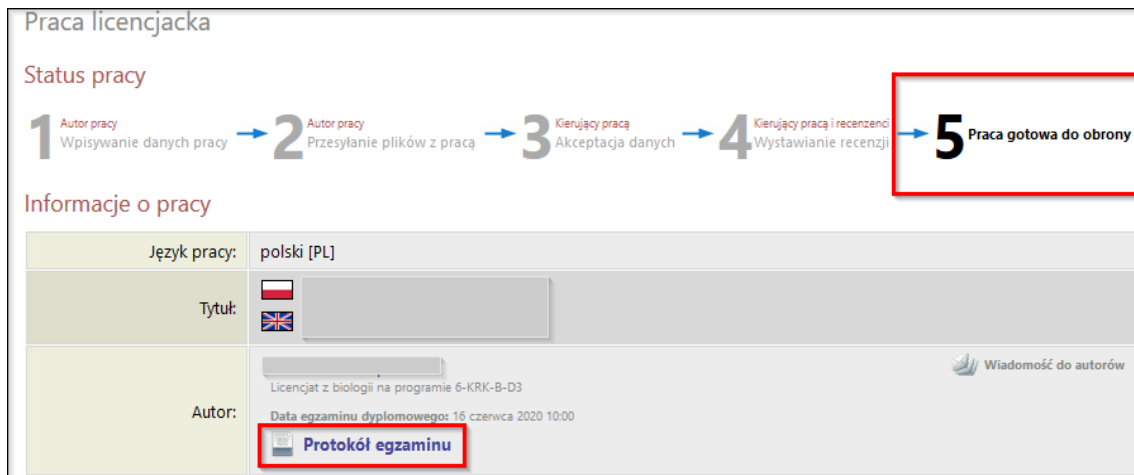 Praca licencjacka
Status pracy
1 Autor pracy
Wpisywanie danych pracy
2 Autor pracy
Przesyłanie plików z pracą
3 Kierujący pracą
Akceptacja danych
4 Kierujący pracą i recenzenci
Wystawianie recenzji
5 Praca gotowa do obrony
Informacje o pracy
Język pracy: polski [PL]
Tytuł:
Wiadomość do autorów
Licencjat z biologii na programie 6-KRK-B-D3
Autor: Data egzaminu dyplomowego: 16 czerwca 2020 10:00
Protokół egzaminu